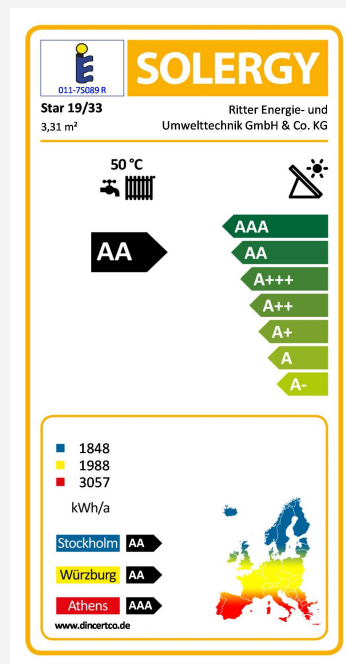 SOLERGY
011-7S089 R
Star 19/33
Ritter Energie- und
3,31 m²
Umwelttechnik GmbH & Co. KG
50 °C
AA
AAA
AA
A+++
A++
A+
A
A-
1848
1988
3057
kWh/a
Stockholm AA
Würzburg AA
Athens AAA
www.dincertco.de